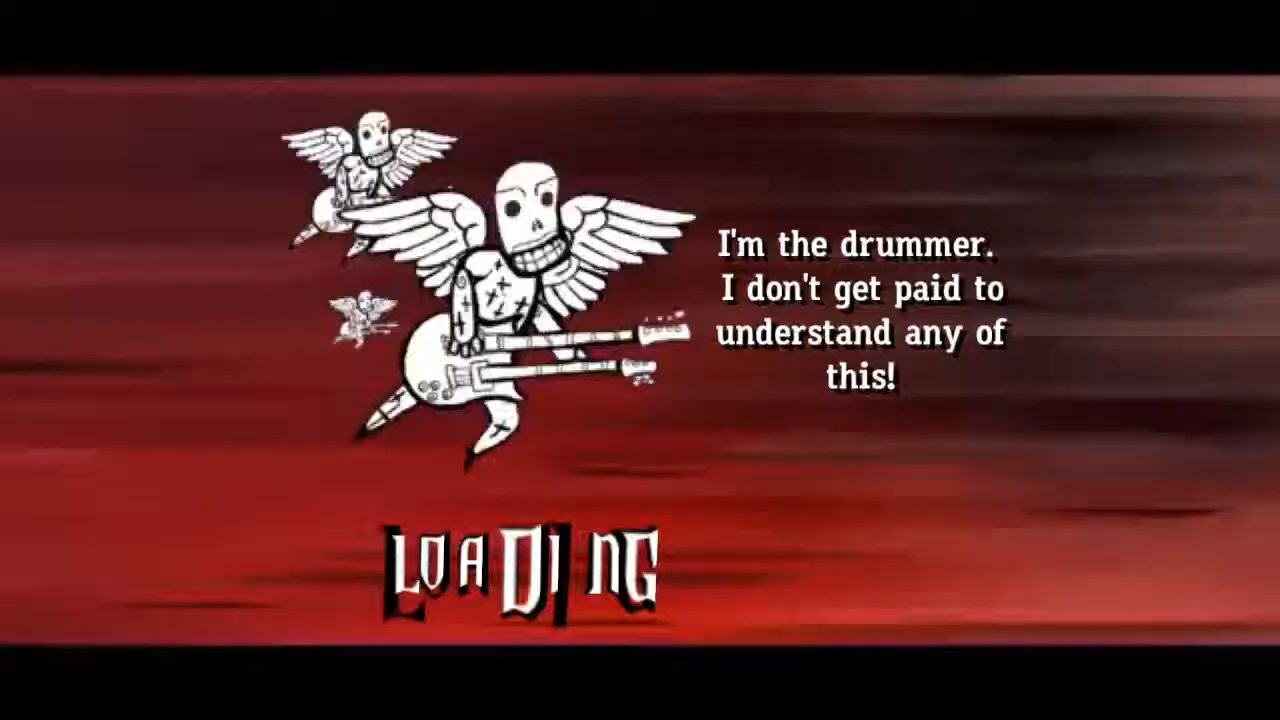 I'm the drummer.
I don't get paid to
understand any of
this!
LOADING